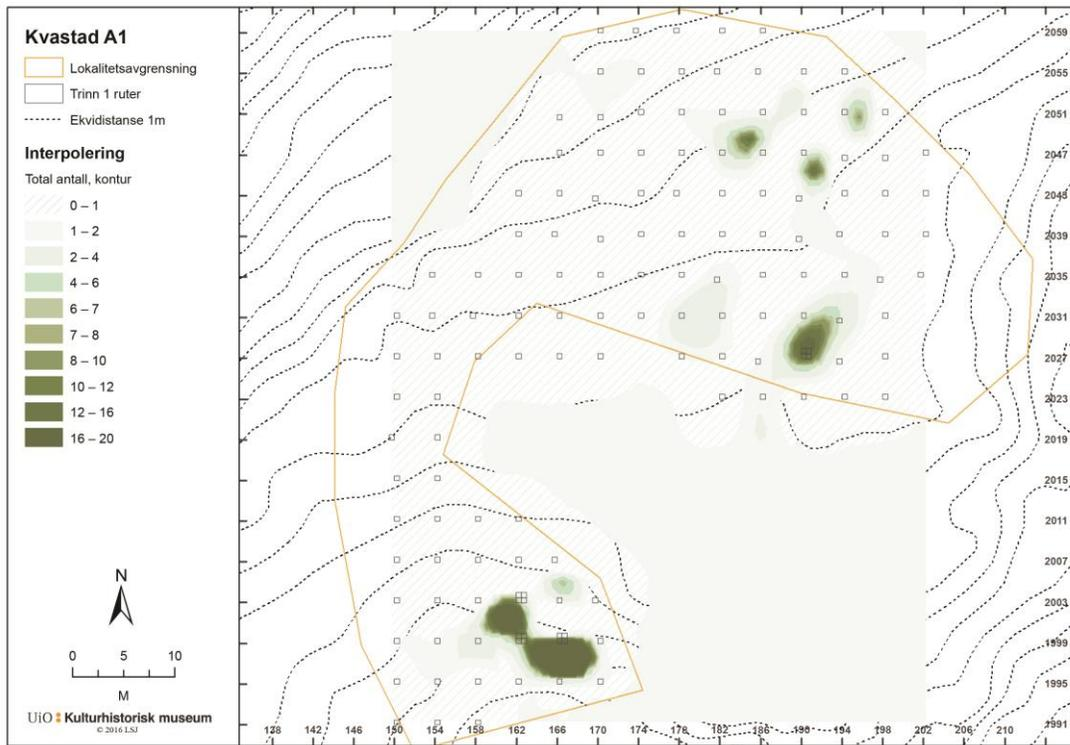 Kvastad A1
Lokalitetsavgrensning
Trinn 1 ruter
Ekvidistanse 1m
Interpolering
Total antall, kontur
0 – 1
1 – 2
2 – 4
4 – 6
6 – 7
7 – 8
8 – 10
10 – 12
12 – 16
16 – 20
N
0 5 10
M
UiO Kulturhistorisk museum
© 2016 LSJ
2059
2055
2051
2047
2043
2039
2035
2031
2027
2023
2019
2015
2011
2007
2003
1999
1995
1991
138 142 146 150 154 158 162 166 170 174 178 182 186 190 194 198 202 206 210